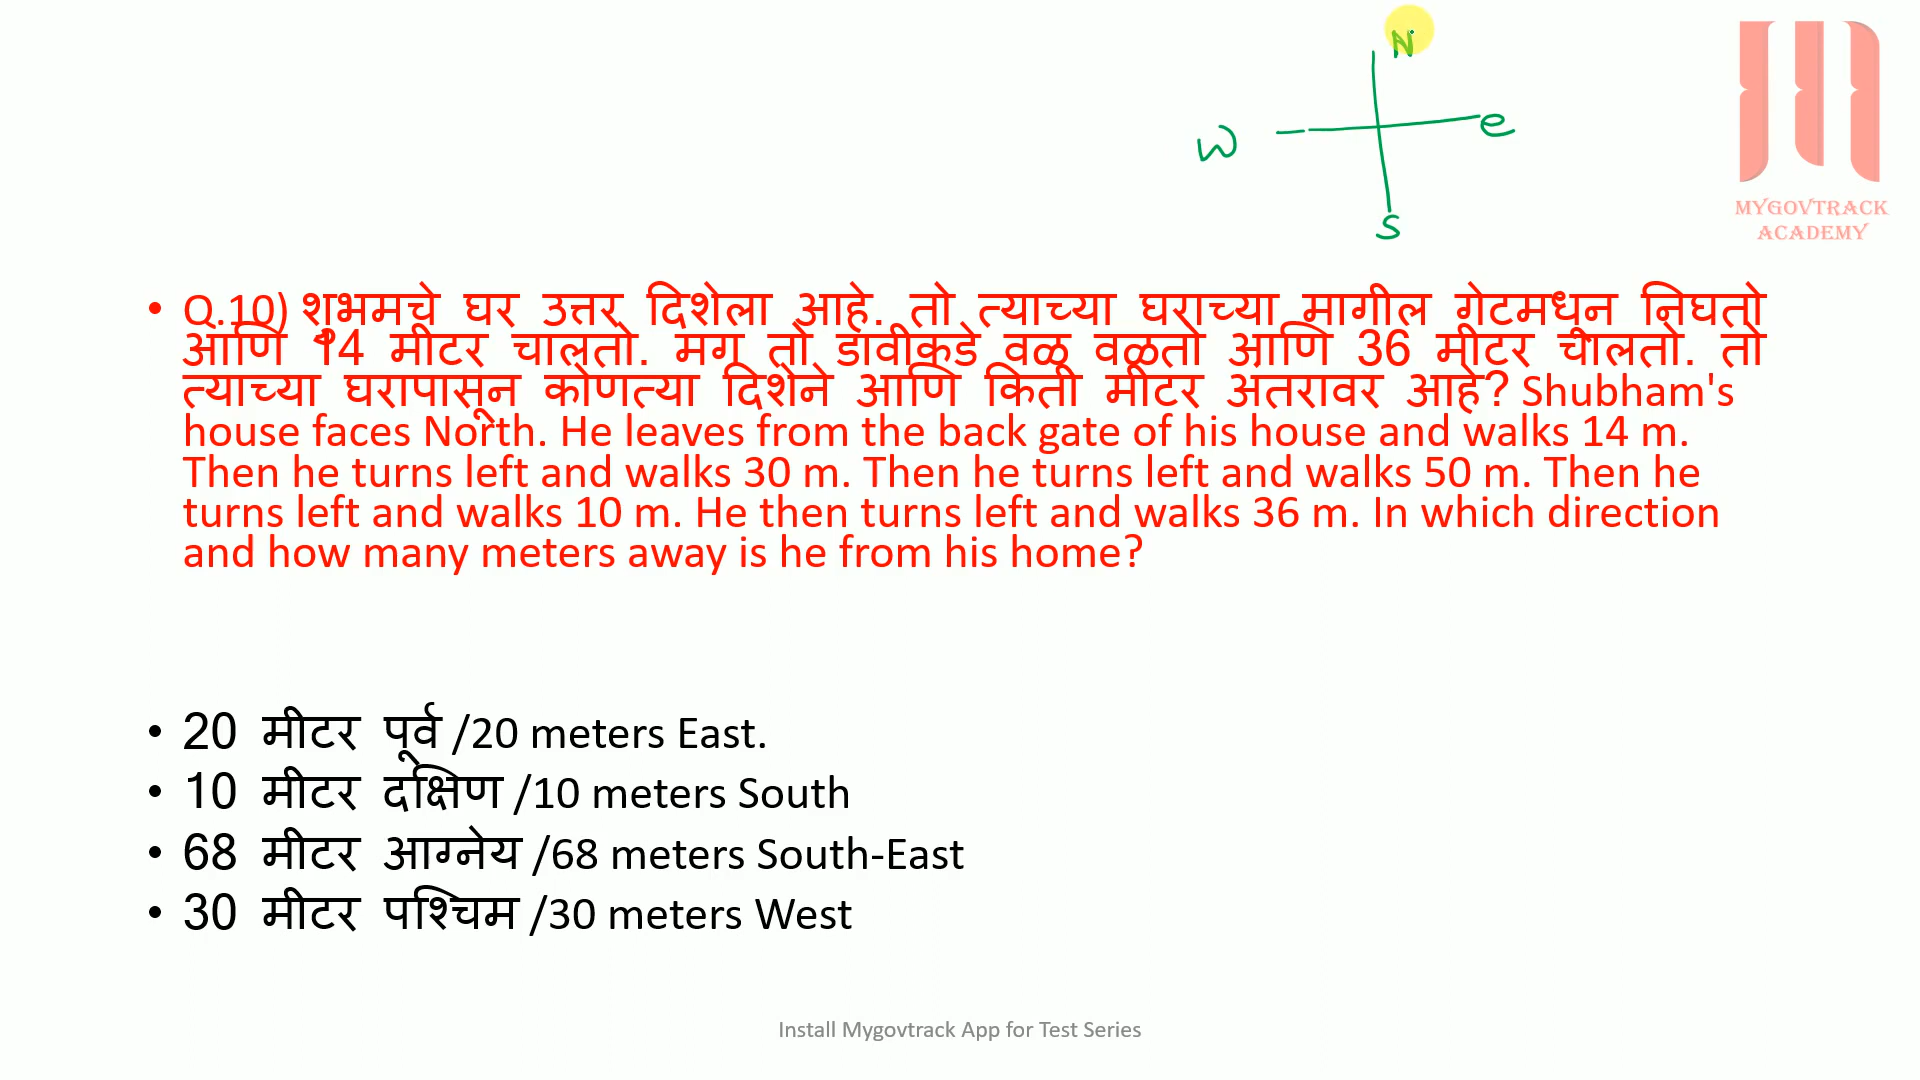 N
W e
S
MYGOVTRACK
ACADEMY
• Q.10) शुभमचे घर उत्तर दिशेला आहे. तो त्याच्या घराच्या मागील गेटमधून निघतो
आणि 14 मीटर चालतो. मग तो डावीकडे वळू वळतो आणि 36 मीटर चालतो. तो
त्याच्या घरापासून कोणत्या दिशेने आणि किती मीटर अंतरावर आहे? Shubham's
house faces North. He leaves from the back gate of his house and walks 14 m.
Then he turns left and walks 30 m. Then he turns left and walks 50 m. Then he
turns left and walks 10 m. He then turns left and walks 36 m. In which direction
and how many meters away is he from his home?
• 20 मीटर पूर्व /20 meters East.
• 10 मीटर दक्षिण /10 meters South
• 68 मीटर आग्नेय /68 meters South-East
• 30 मीटर पश्चिम /30 meters West
Install Mygovtrack App for Test Series